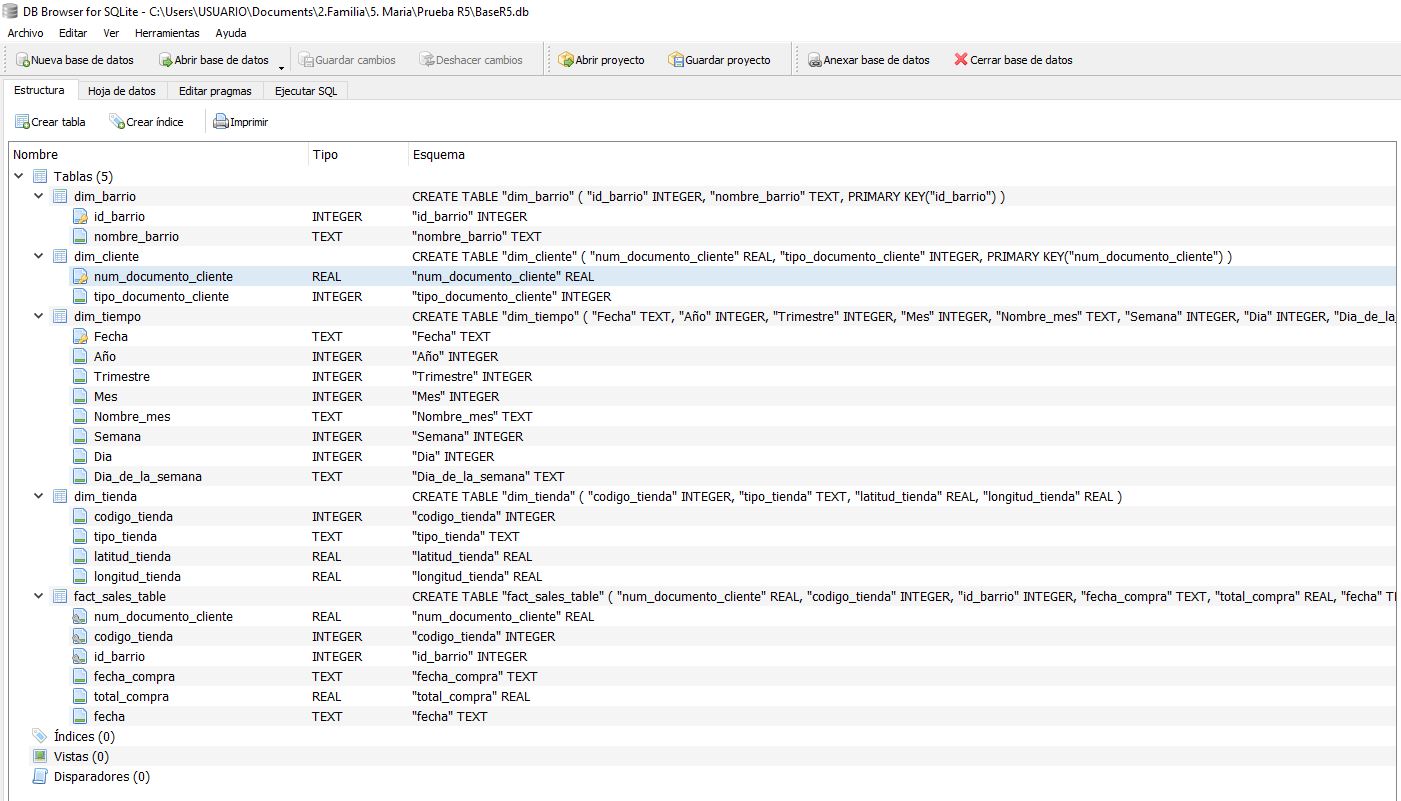 DB Browser for SQLite - C:\Users\USUARIO\Documents\2.Familia\5. Maria\Prueba R5\BaseR5.db
Archivo Editar Ver Herramientas Ayuda
Nueva base de datos Abrir base de datos Guardar cambios Deshacer cambios Abrir proyecto Guardar proyecto Anexar base de datos Cerrar base de datos
Estructura Hoja de datos Editar pragmas Ejecutar SQL
Crear tabla Crear índice Imprimir
Nombre Tipo Esquema
Tablas (5)
dim_barrio CREATE TABLE "dim_barrio" ( "id_barrio" INTEGER, "nombre_barrio" TEXT, PRIMARY KEY("id_barrio") )
id_barrio INTEGER "id_barrio" INTEGER
nombre_barrio TEXT "nombre_barrio" TEXT
dim_cliente CREATE TABLE "dim_cliente" ( "num_documento_cliente" REAL, "tipo_documento_cliente" INTEGER, PRIMARY KEY("num_documento_cliente") )
num_documento_cliente REAL "num_documento_cliente" REAL
tipo_documento_cliente INTEGER "tipo_documento_cliente" INTEGER
dim_tiempo CREATE TABLE "dim_tiempo" ( "Fecha" TEXT, "Año" INTEGER, "Trimestre" INTEGER, "Mes" INTEGER, "Nombre_mes" TEXT, "Semana" INTEGER, "Dia" INTEGER, "Dia_de_la_
Fecha TEXT "Fecha" TEXT
Año INTEGER "Año" INTEGER
Trimestre INTEGER "Trimestre" INTEGER
Mes INTEGER "Mes" INTEGER
Nombre_mes TEXT "Nombre_mes" TEXT
Semana INTEGER "Semana" INTEGER
Dia INTEGER "Dia" INTEGER
Dia_de_la_semana TEXT "Dia_de_la_semana" TEXT
dim_tienda CREATE TABLE "dim_tienda" ( "codigo_tienda" INTEGER, "tipo_tienda" TEXT, "latitud_tienda" REAL, "longitud_tienda" REAL )
codigo_tienda INTEGER "codigo_tienda" INTEGER
tipo_tienda TEXT "tipo_tienda" TEXT
latitud_tienda REAL "latitud_tienda" REAL
longitud_tienda REAL "longitud_tienda" REAL
fact_sales_table CREATE TABLE "fact_sales_table" ( "num_documento_cliente" REAL, "codigo_tienda" INTEGER, "id_barrio" INTEGER, "fecha_compra" TEXT, "total_compra" REAL, "fecha" TE
num_documento_cliente REAL "num_documento_cliente" REAL
codigo_tienda INTEGER "codigo_tienda" INTEGER
id_barrio INTEGER "id_barrio" INTEGER
fecha_compra TEXT "fecha_compra" TEXT
total_compra REAL "total_compra" REAL
fecha TEXT "fecha" TEXT
Índices (0)
Vistas (0)
Disparadores (0)